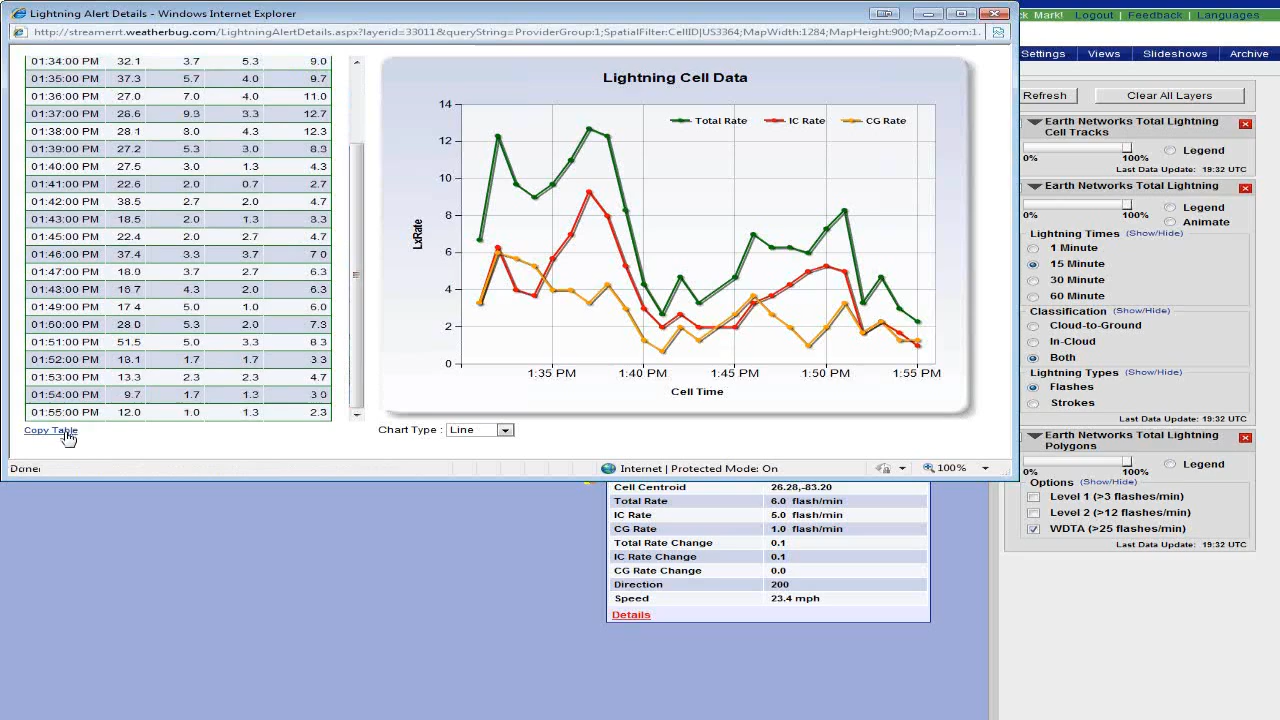 Lightning Alert Details - Windows Internet Explorer
http://streamerrt.weatherbug.com/LightningAlertDetails.aspx?layerid=33011&queryString=ProviderGroup:1;SpatialFilter:CellID|US3364;MapWidth:1284;MapHeight:900;MapZoom:1.
01:34:00 PM 32.1 3.7 5.3 9.0
01:35:00 PM 37.3 5.7 4.0 9.7
01:36:00 PM 27.0 7.0 4.0 11.0
01:37:00 PM 26.6 9.3 3.3 12.7
01:38:00 PM 28.1 8.0 4.3 12.3
01:39:00 PM 27.2 5.3 3.0 8.3
01:40:00 PM 27.5 3.0 1.3 4.3
01:41:00 PM 22.6 2.0 0.7 2.7
01:42:00 PM 38.5 2.7 2.0 4.7
01:43:00 PM 18.5 2.0 1.3 3.3
01:45:00 PM 22.4 2.0 2.7 4.7
01:46:00 PM 37.4 3.3 3.7 7.0
01:47:00 PM 18.0 3.7 2.7 6.3
PM 4.3 2.0 6.3
01:49:00 PM 17.4 5.0 1.0 6.0
01:50:00 PM 28.0 5.3 2.0 7.3
01:51:00 PM 51.5 5.0 3.3 8.3
01:52:00 PM 1.7 1.7 3.3
01:53:00 PM 13.3 2.3 2.3 4.7
01:54:00 PM 9.7 1.7 1.3 3.0
01:55:00 PM 12.0 1.0 1.3 2.3
Copy Table
Lightning Cell Data
Total Rate IC Rate CG Rate
14
12
10
8
6
4
2
0
LxRate
1:35 PM 1:40 PM 1:45 PM 1:50 PM 1:55 PM
Cell Time
Chart Type : Line
Internet | Protected Mode: On
100%
Cell Centroid 26.28,-83.20
Total Rate 6.0 flash/min
IC Rate 5.0 flash/min
CG Rate 1.0 flash/min
Total Rate Change 0.1
IC Rate Change 0.1
CG Rate Change 0.0
Direction 200
Speed 23.4 mph
Details
Mark! Logout Feedback Languages
Settings Views Slideshows Archive
Refresh Clear All Layers
Earth Networks Total Lightning
Cell Tracks
Legend
0% 100%
Last Data Update: 19:32 UTC
Earth Networks Total Lightning
Legend
0% 100%
Animate
Lightning Times (Show/Hide)
1 Minute
15 Minute
30 Minute
60 Minute
Classification (Show/Hide)
Cloud-to-Ground
In-Cloud
Both
Lightning Types (Show/Hide)
Flashes
Strokes
Last Data Update: 19:32 UTC
Earth Networks Total Lightning
Polygons
Legend
0% 100%
Options (Show/Hide)
Level 1 (>3 flashes/min)
Level 2 (>12 flashes/min)
WDTA (>25 flashes/min)
Last Data Update: 19:32 UTC